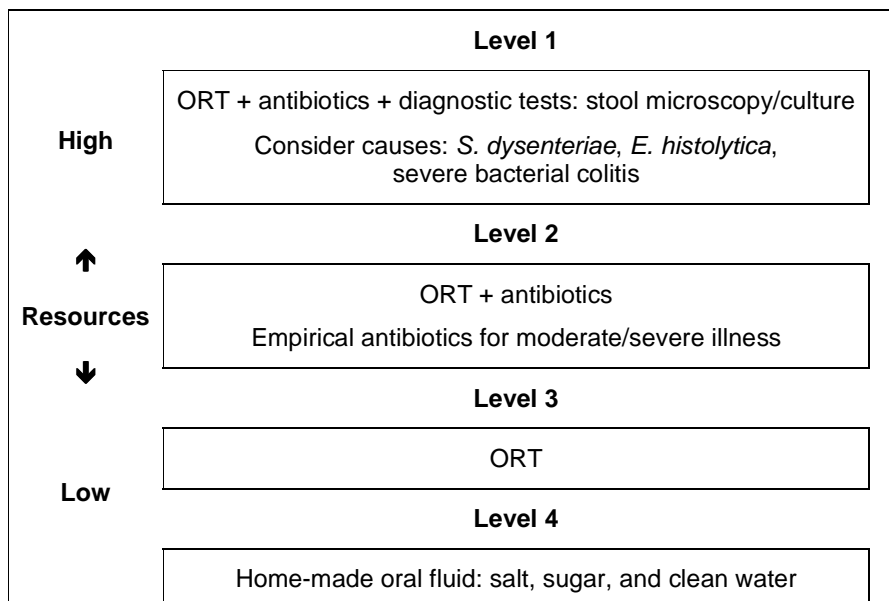 Level 1
High
ORT + antibiotics + diagnostic tests: stool microscopy/culture
Consider causes: S. dysenteriae, E. histolytica,
severe bacterial colitis
Level 2
Resources
ORT + antibiotics
Empirical antibiotics for moderate/severe illness
Level 3
ORT
Low
Level 4
Home-made oral fluid: salt, sugar, and clean water